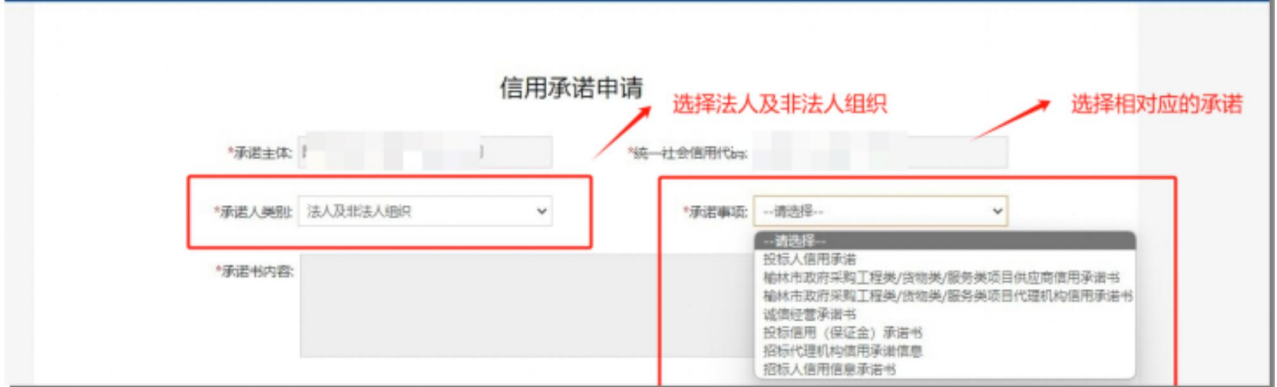 信用承诺申请
选择法人及非法人组织
选择相对应的承诺
*承诺主体:
*统一社会信用代码:
*承诺人类别: 法人及非法人组织
*承诺事项: --请选择--
--请选择--
投标人信用承诺
榆林市政府采购工程类/货物类/服务类项目供应商信用承诺书
榆林市政府采购工程类/货物类/服务类项目代理机构信用承诺书
诚信经营承诺书
投标信用（保证金）承诺书
招标代理机构信用承诺信息
招标人信用信息承诺书
*承诺书内容: